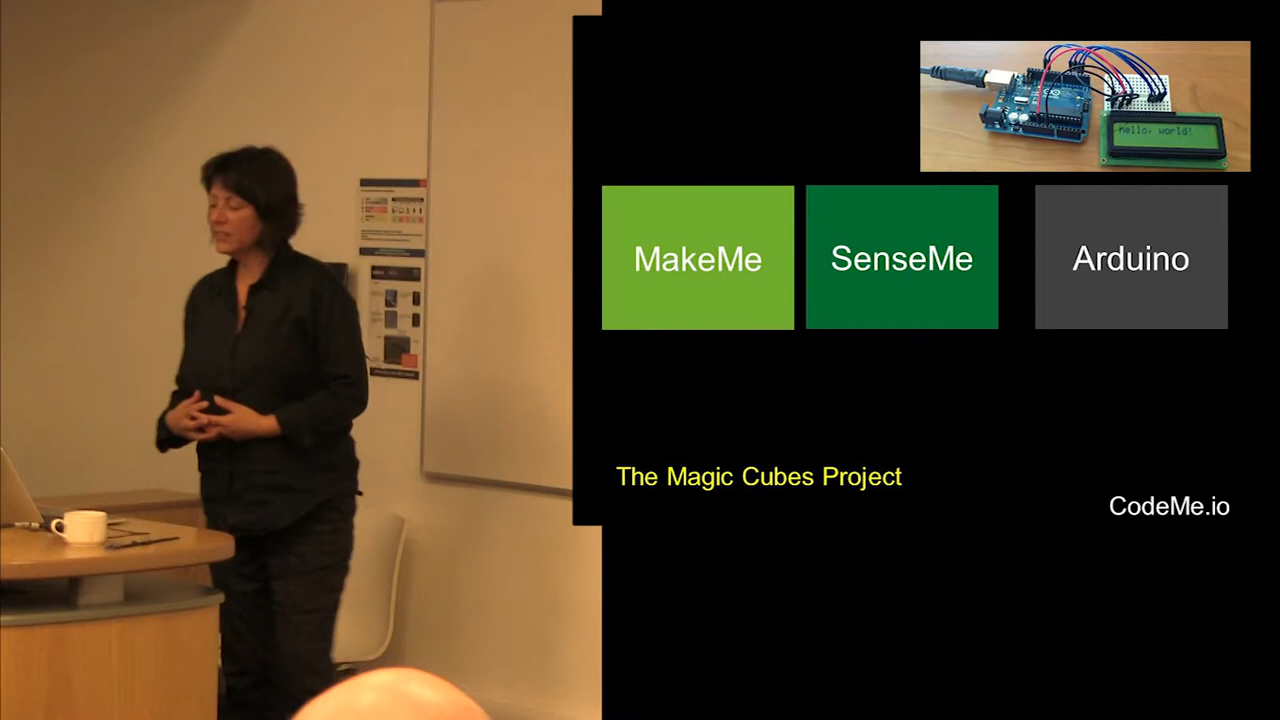 hello, world!
MakeMe
SenseMe
Arduino
The Magic Cubes Project
CodeMe.io